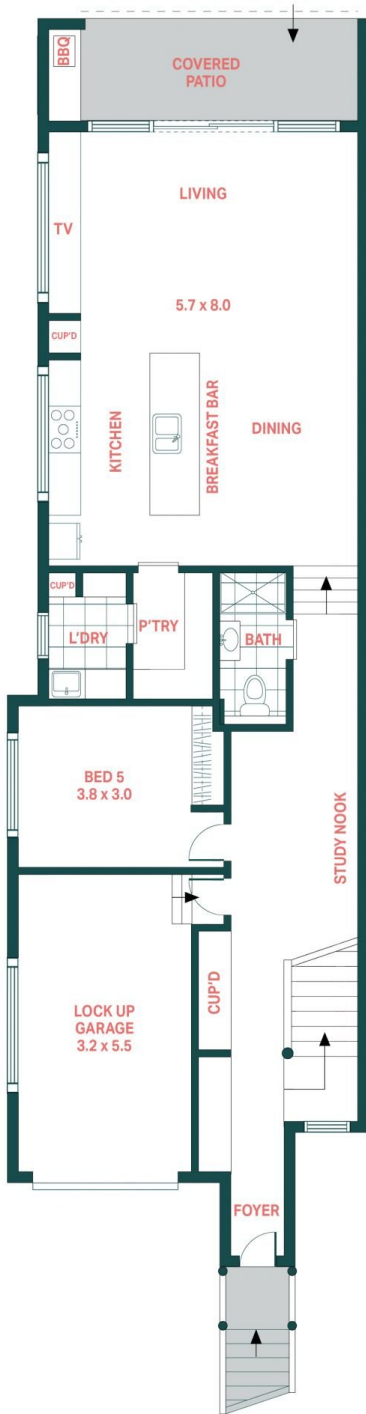 BBQ
COVERED
PATIO
LIVING
TV
5.7 x 8.0
CUP'D
KITCHEN
BREAKFAST BAR
DINING
CUP'D
L'DRY
P'TRY
BATH
BED 5
3.8 x 3.0
STUDY NOOK
CUP'D
LOCK UP
GARAGE
3.2 x 5.5
FOYER